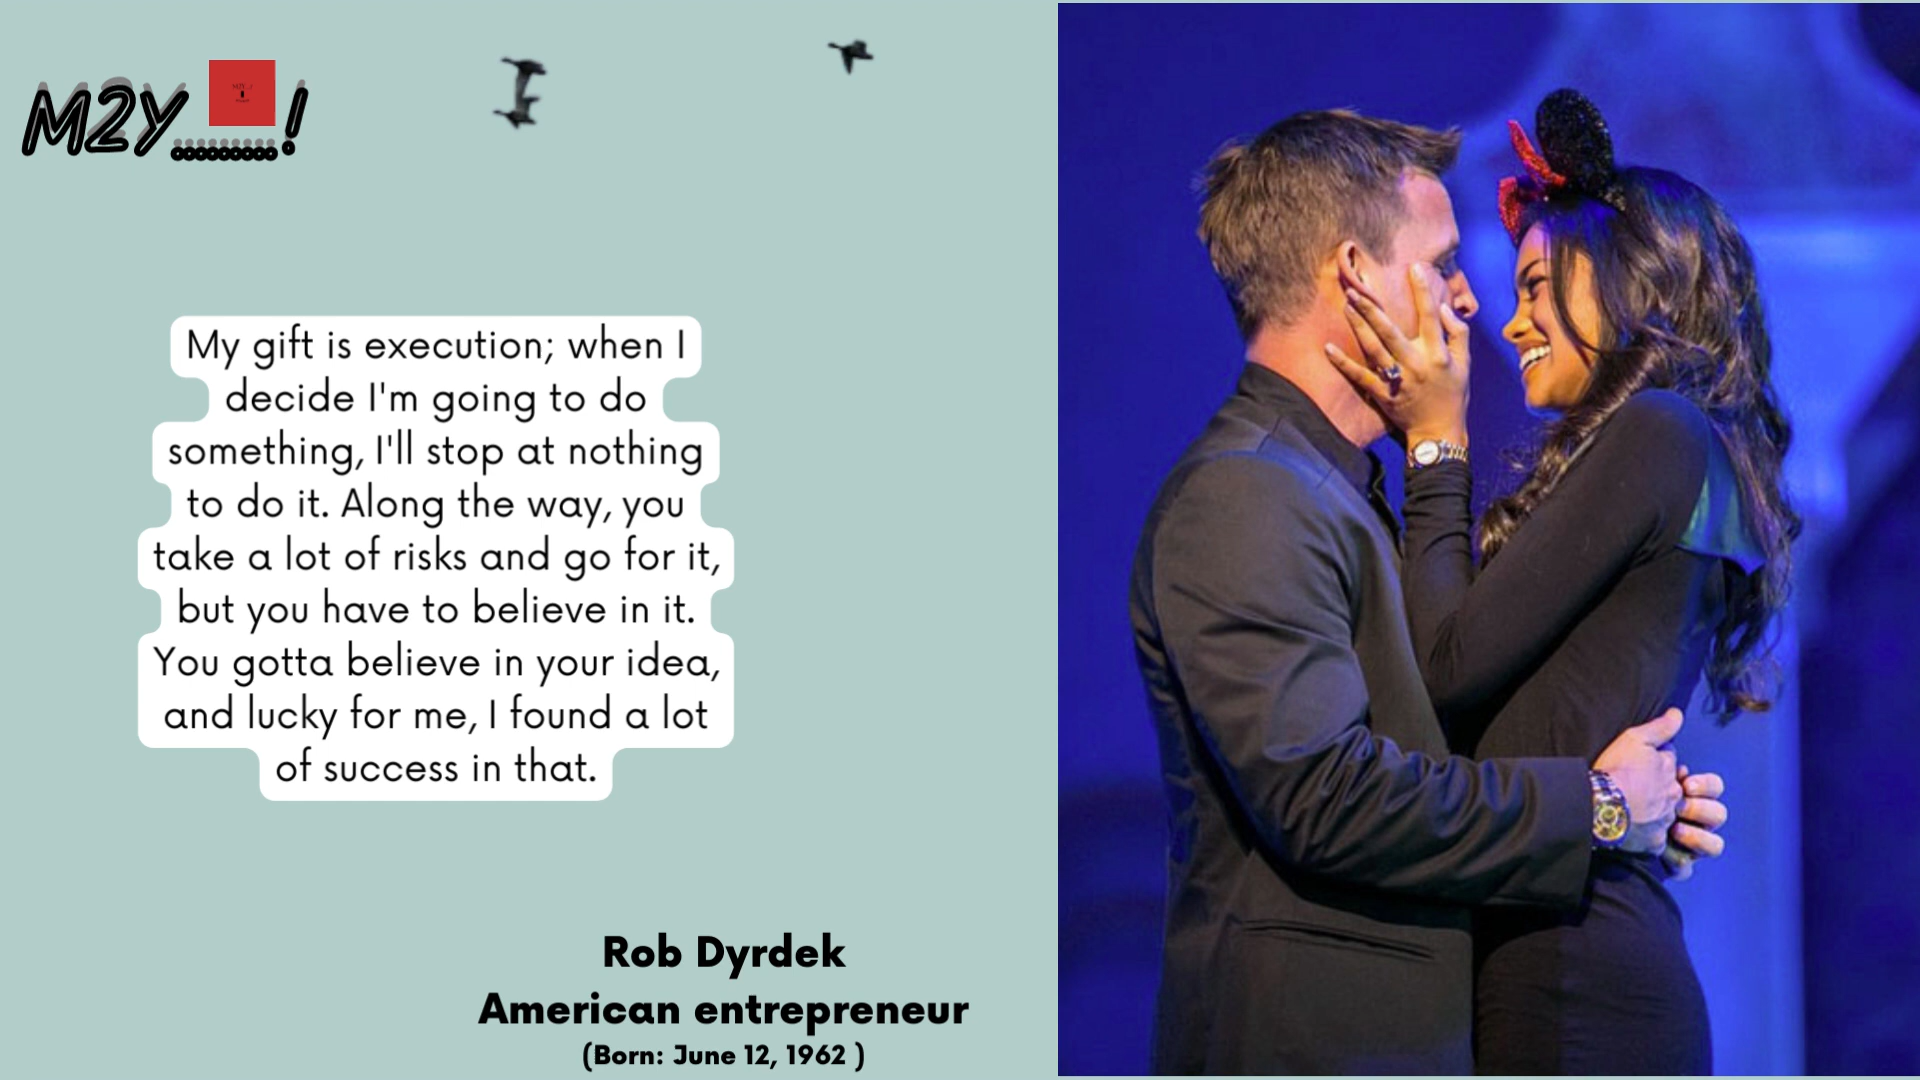 M2Y.........!
My gift is execution; when I
decide I'm going to do
something, I'll stop at nothing
to do it. Along the way, you
take a lot of risks and go for it,
but you have to believe in it.
You gotta believe in your idea,
and lucky for me, I found a lot
of success in that.
Rob Dyrdek
American entrepreneur
(Born: June 12, 1962 )